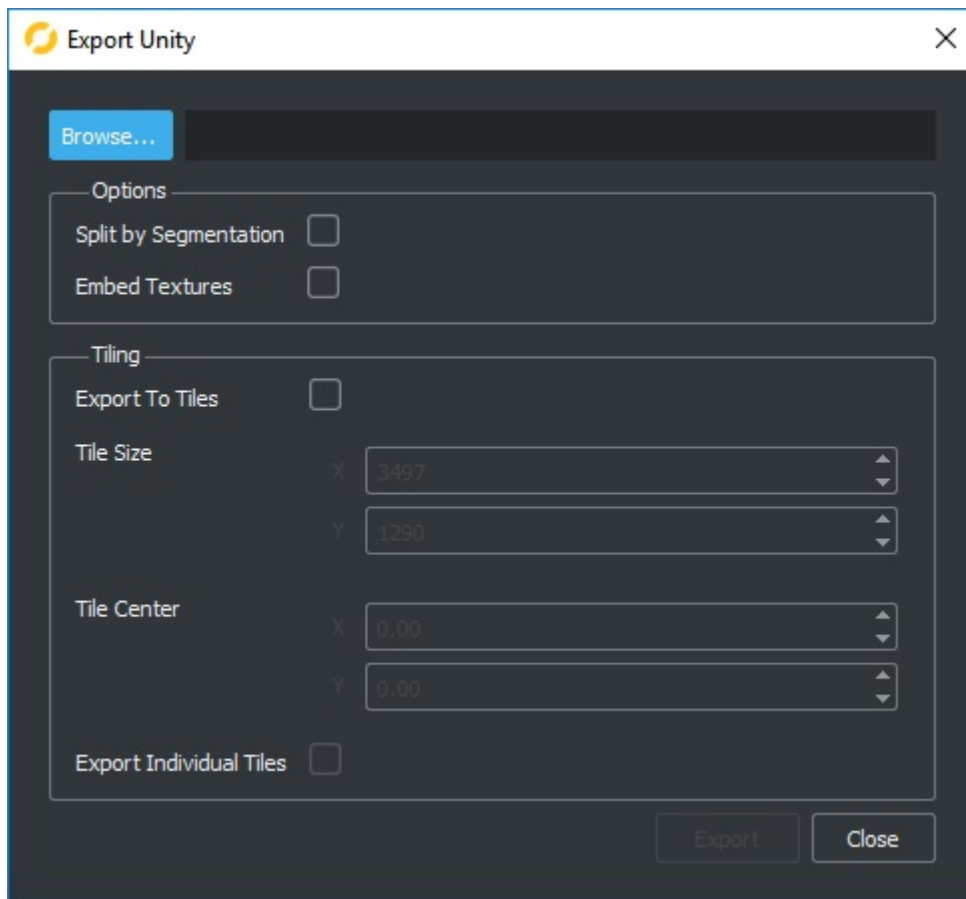 Export Unity
Browse...
Options
Split by Segmentation
Embed Textures
Tiling
Export To Tiles
Tile Size
X 3497
Y 1290
Tile Center
X 0.00
Y 0.00
Export Individual Tiles
Export Close